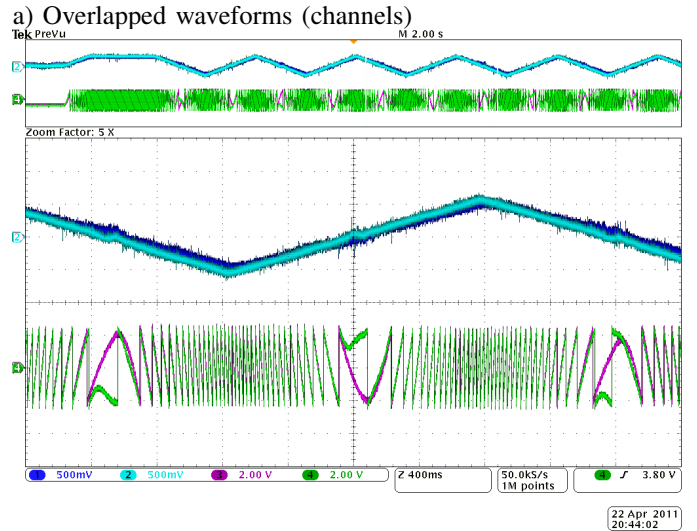 a) Overlapped waveforms (channels)
Tek PreVu M 2.00 s
2
4
Zoom Factor: 5 X
2
4
1 500mV 2 500mV 3 2.00 V 4 2.00 V Z 400ms 50.0kS/s 4 ʃ 3.80 V
1M points
22 Apr 2011
20:44:02